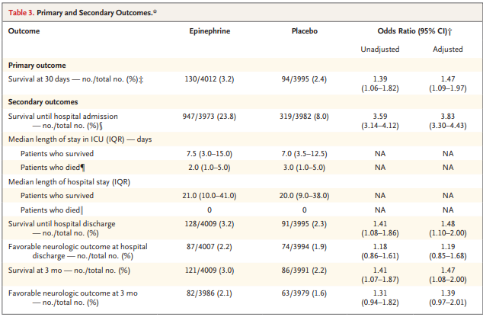 Table 3. Primary and Secondary Outcomes.*
Outcome Epinephrine Placebo Odds Ratio (95% CI)†
Unadjusted Adjusted
Primary outcome
Survival at 30 days — no./total no. (%)‡ 130/4012 (3.2) 94/3995 (2.4) 1.39 1.47
(1.06–1.82) (1.09–1.97)
Secondary outcomes
Survival until hospital admission 947/3973 (23.8) 319/3982 (8.0) 3.59 3.83
— no./total no. (%)§ (3.14–4.12) (3.30–4.43)
Median length of stay in ICU (IQR) — days
Patients who survived 7.5 (3.0–15.0) 7.0 (3.5–12.5) NA NA
Patients who died¶ 2.0 (1.0–5.0) 3.0 (1.0–5.0) NA NA
Median length of hospital stay (IQR)
Patients who survived 21.0 (10.0–41.0) 20.0 (9.0–38.0) NA NA
Patients who died‖ 0 0 NA NA
Survival until hospital discharge 128/4009 (3.2) 91/3995 (2.3) 1.41 1.48
— no./total no. (%) (1.08–1.86) (1.10–2.00)
Favorable neurologic outcome at hospital 87/4007 (2.2) 74/3994 (1.9) 1.18 1.19
discharge — no./total no. (%) (0.86–1.61) (0.85–1.68)
Survival at 3 mo — no./total no. (%) 121/4009 (3.0) 86/3991 (2.2) 1.41 1.47
(1.07–1.87) (1.08–2.00)
Favorable neurologic outcome at 3 mo 82/3986 (2.1) 63/3979 (1.6) 1.31 1.39
— no./total no. (%) (0.94–1.82) (0.97–2.01)